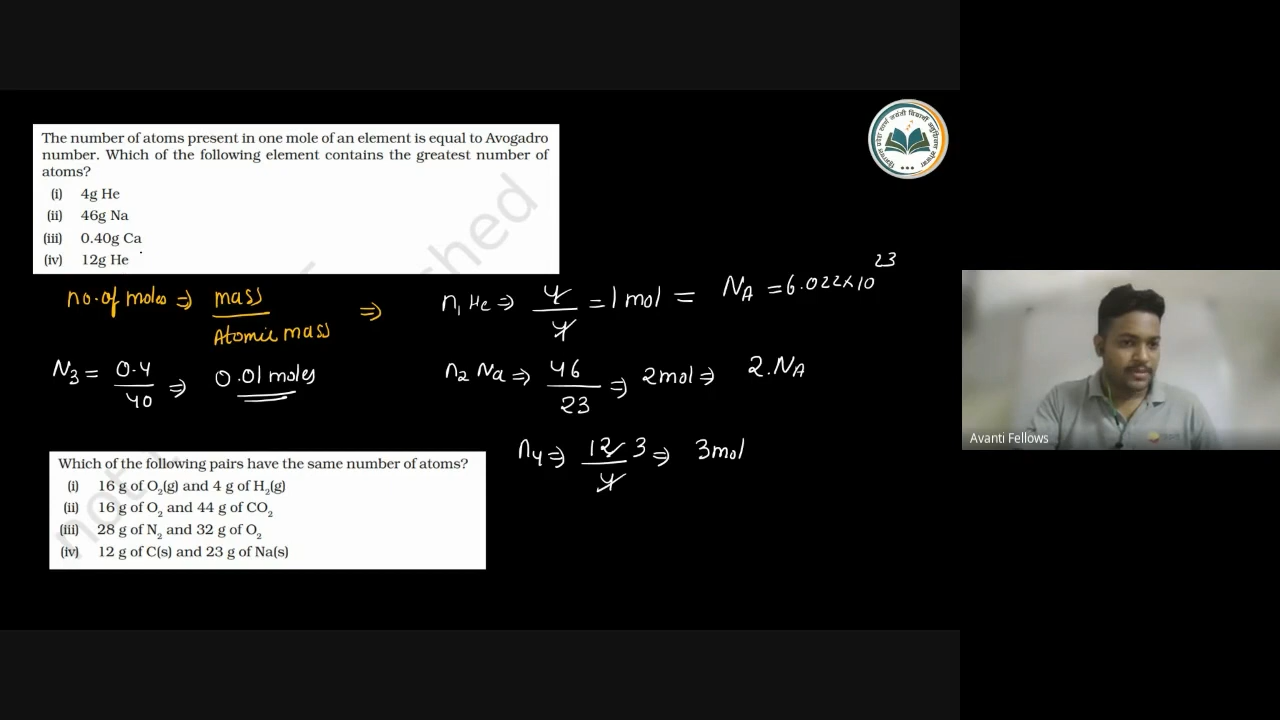 The number of atoms present in one mole of an element is equal to Avogadro
number. Which of the following element contains the greatest number of
atoms?
(i) 4g He
(ii) 46g Na
(iii) 0.40g Ca
(iv) 12g He
no. of moles ⇒ mass / Atomic mass ⇒
n₁ He ⇒ 4/4 = 1 mol = N_A = 6.022×10²³
N₃ = 0.4/40 ⇒ 0.01 moles
n₂ Na ⇒ 46/23 ⇒ 2mol ⇒ 2.N_A
n₄ ⇒ 12/4 3 ⇒ 3mol
Which of the following pairs have the same number of atoms?
(i) 16 g of O₂(g) and 4 g of H₂(g)
(ii) 16 g of O₂ and 44 g of CO₂
(iii) 28 g of N₂ and 32 g of O₂
(iv) 12 g of C(s) and 23 g of Na(s)
Avanti Fellows